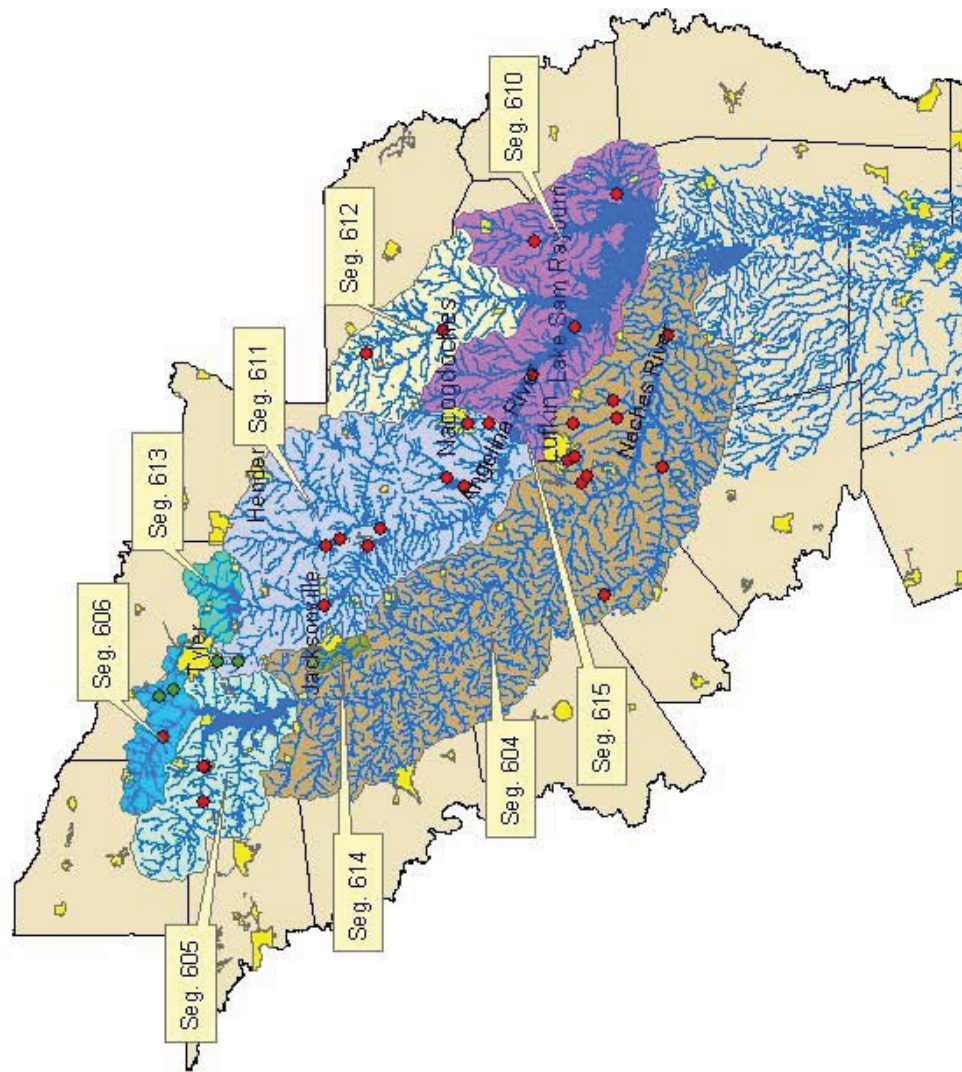 Seg. 606
Seg. 613
Seg. 611
Seg. 612
Seg. 610
Seg. 605
Seg. 614
Seg. 604
Seg. 615
Tyler
Jacksonville
Nacogdoches
Angelina River
Lufkin
Lake Sam Rayburn
Neches River